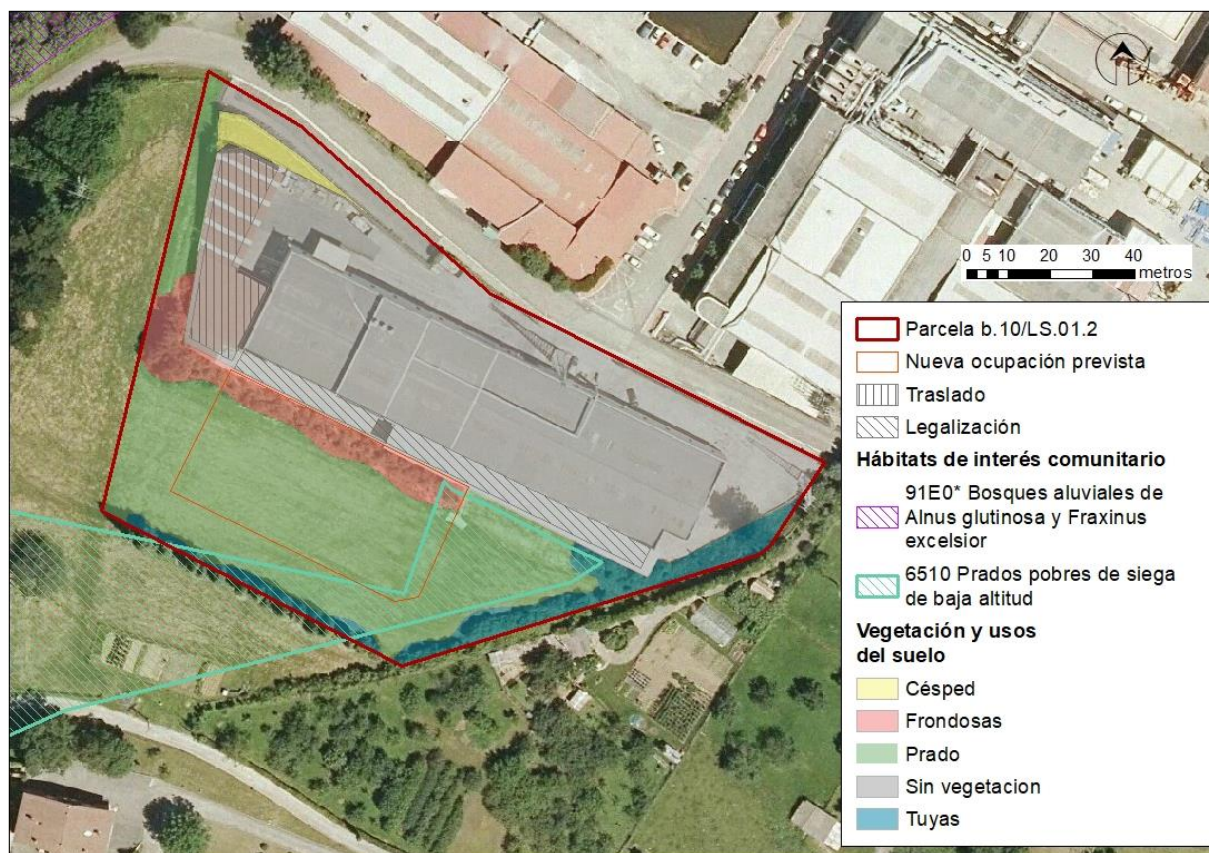 0 5 10 20 30 40
metros
Parcela b.10/LS.01.2
Nueva ocupación prevista
Traslado
Legalización
Hábitats de interés comunitario
91E0* Bosques aluviales de
Alnus glutinosa y Fraxinus
excelsior
6510 Prados pobres de siega
de baja altitud
Vegetación y usos
del suelo
Césped
Frondosas
Prado
Sin vegetacion
Tuyas